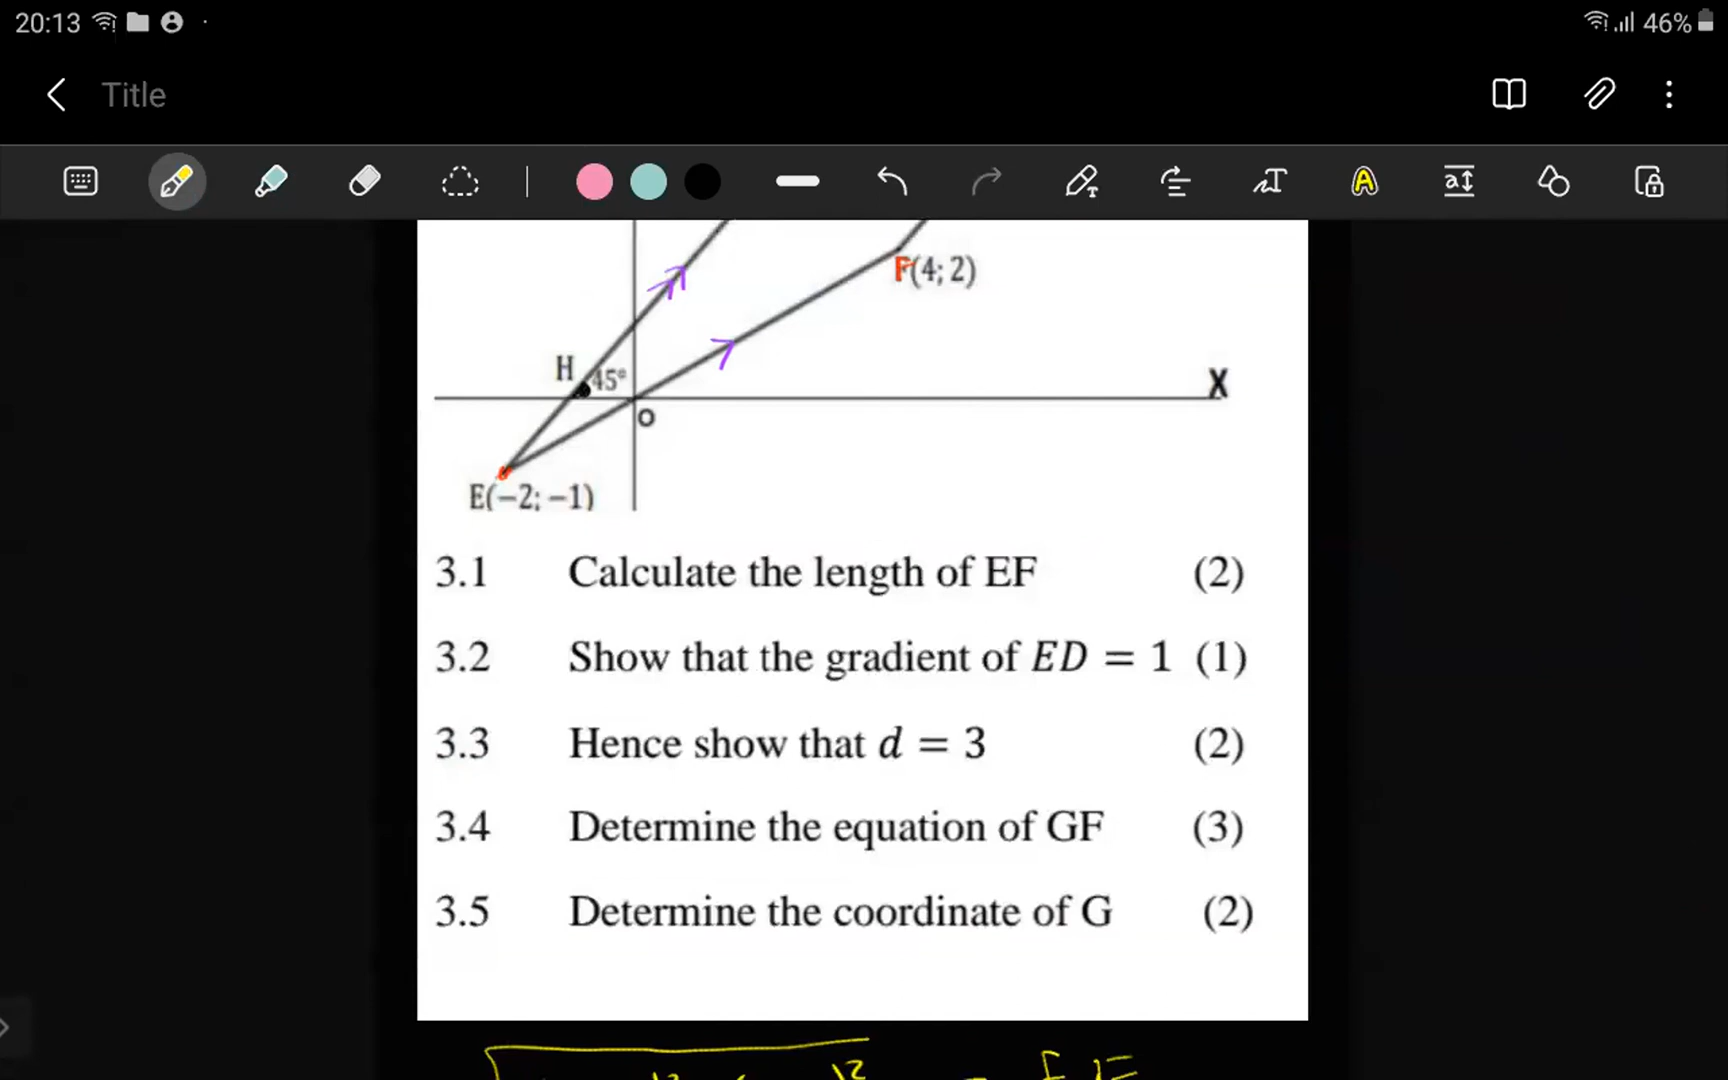 20:13
46%
Title
F(4; 2)
H
45°
X
O
E(−2; −1)
3.1 Calculate the length of EF (2)
3.2 Show that the gradient of ED = 1 (1)
3.3 Hence show that d = 3 (2)
3.4 Determine the equation of GF (3)
3.5 Determine the coordinate of G (2)